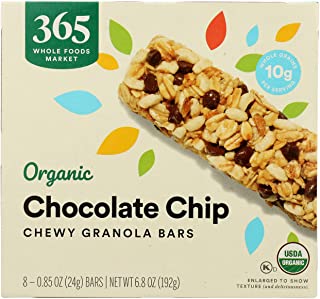 365
WHOLE FOODS
MARKET
WHOLE GRAINS
10g
PER SERVING
Organic
Chocolate Chip
CHEWY GRANOLA BARS
8 – 0.85 OZ (24g) BARS | NET WT 6.8 OZ (192g)
USDA
ORGANIC
K
ENLARGED TO SHOW
TEXTURE (and deliciousness)